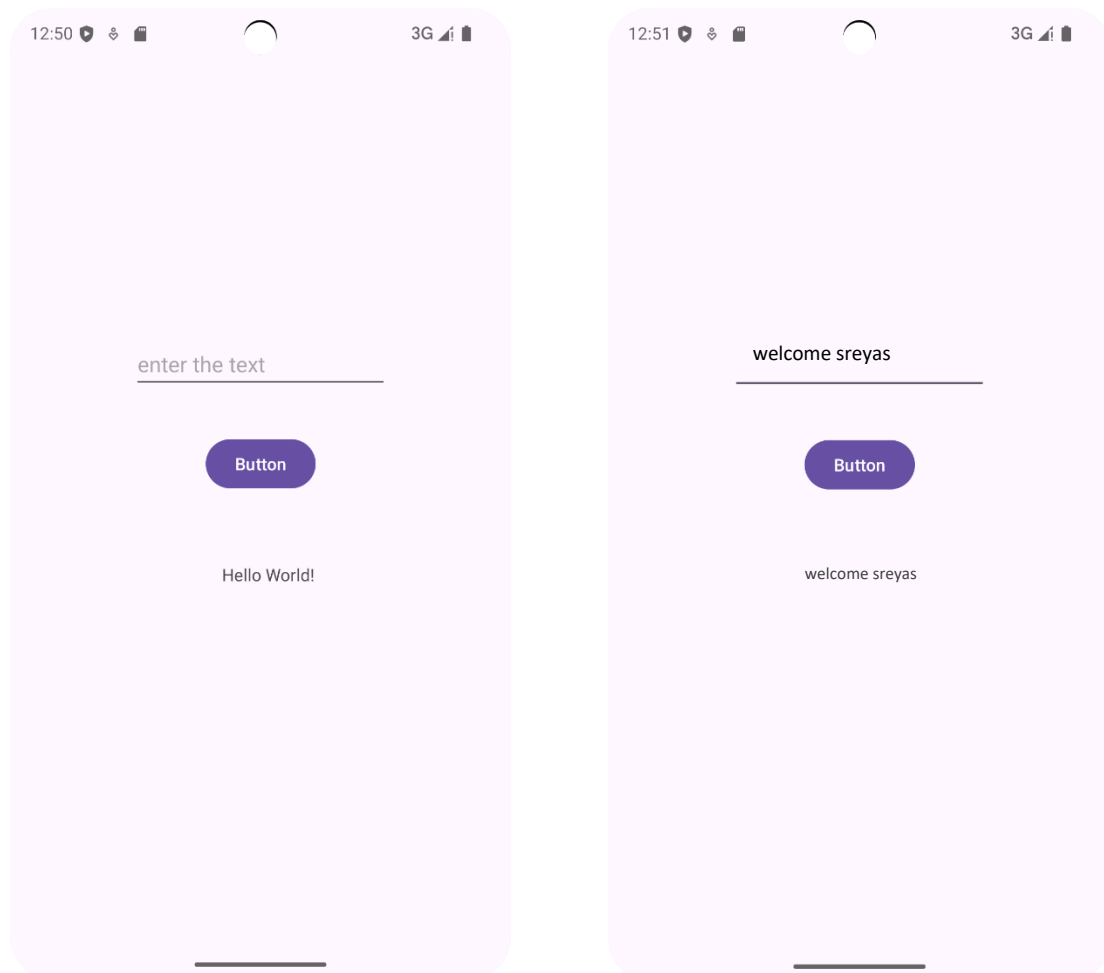 12:50 3G
enter the text
Button
Hello World!
12:51 3G
welcome sreyas
Button
welcome sreyas